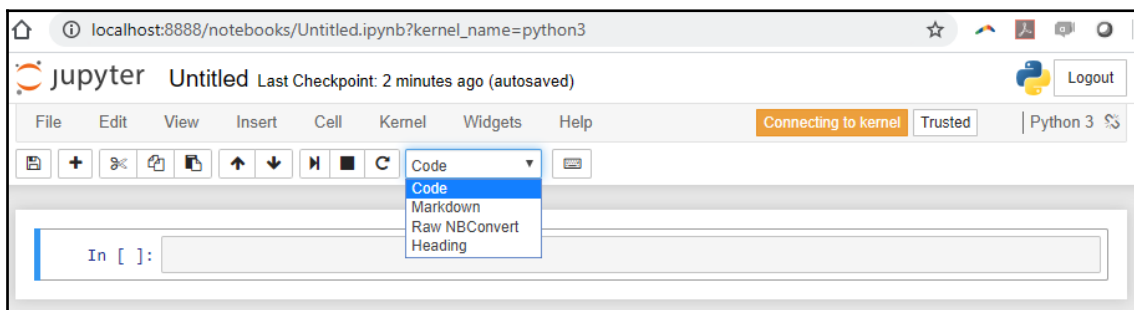 localhost:8888/notebooks/Untitled.ipynb?kernel_name=python3
jupyter Untitled Last Checkpoint: 2 minutes ago (autosaved) Logout
File Edit View Insert Cell Kernel Widgets Help Connecting to kernel Trusted Python 3
Code
Code
Markdown
Raw NBConvert
Heading
In [ ]: